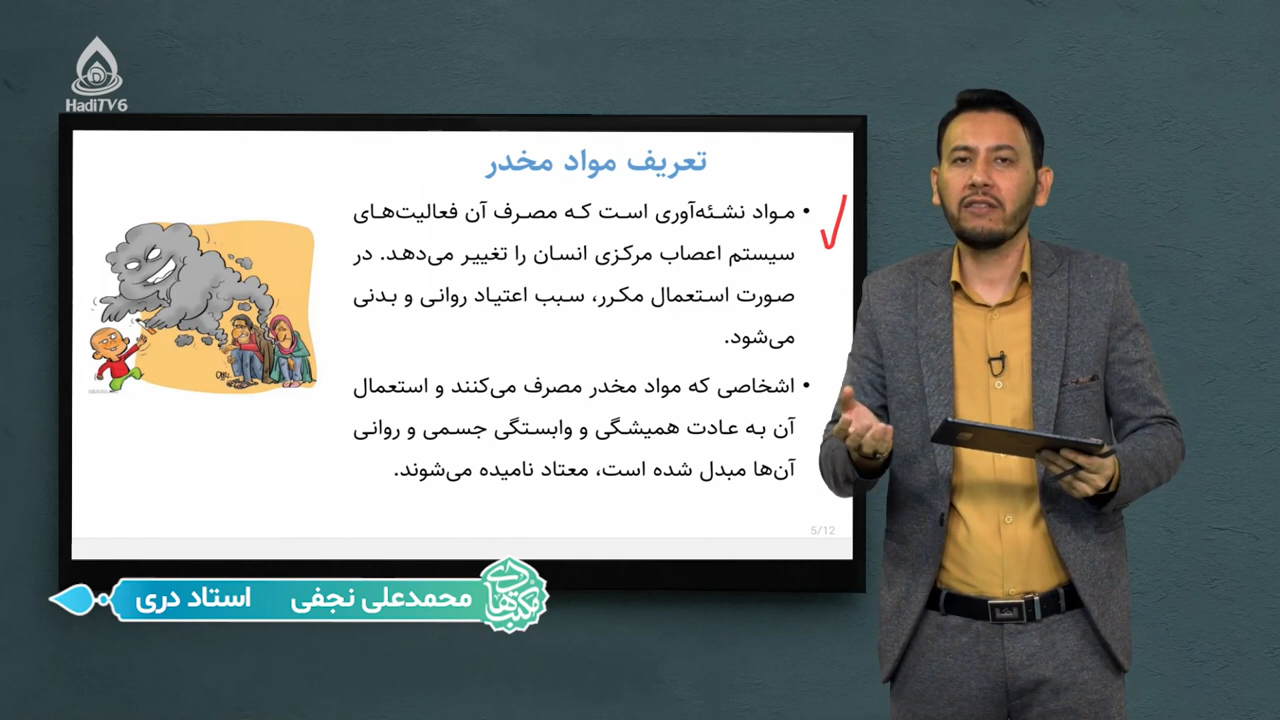 HadiTV6
تعریف مواد مخدر
• مواد نشئه‌آوری است که مصرف آن فعالیت‌های
سیستم اعصاب مرکزی انسان را تغییر می‌دهد. در
صورت استعمال مکرر، سبب اعتیاد روانی و بدنی
می‌شود.
• اشخاصی که مواد مخدر مصرف می‌کنند و استعمال
آن به عادت همیشگی و وابستگی جسمی و روانی
آن‌ها مبدل شده است، معتاد نامیده می‌شوند.
5/12
مکتب هادی
محمدعلی نجفی استاد دری